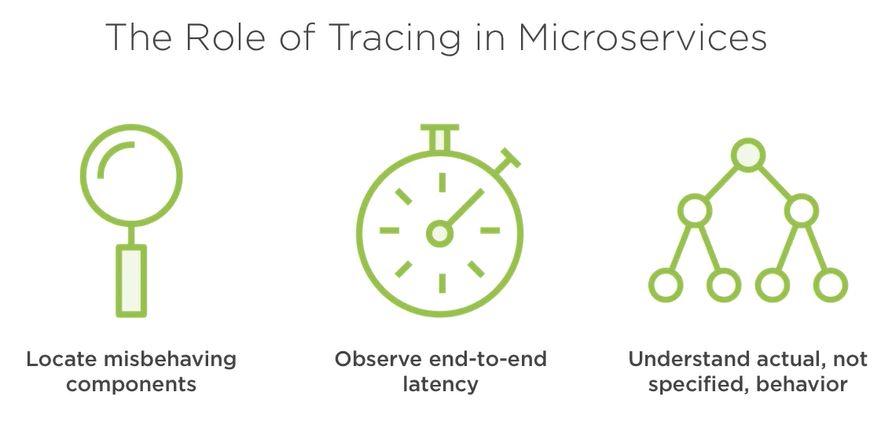 The Role of Tracing in Microservices
Locate misbehaving
components
Observe end-to-end
latency
Understand actual, not
specified, behavior